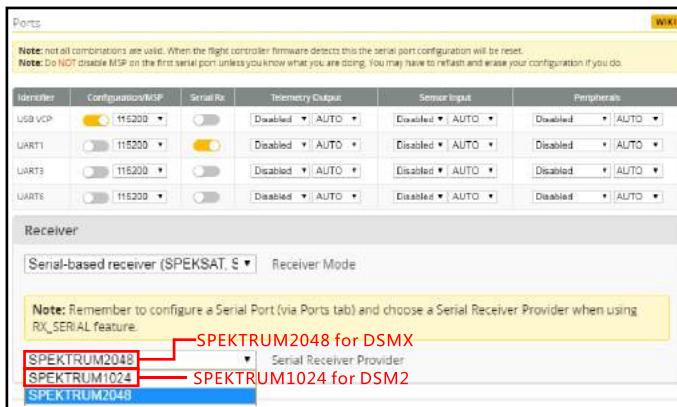 Ports
WIKI
Note: not all combinations are valid. When the flight controller firmware detects this the serial port configuration will be reset.
Note: Do NOT disable MSP on the first serial port unless you know what you are doing. You may have to reflash and erase your configuration if you do.
Identifier Configuration/MSP Serial Rx Telemetry Output Sensor Input Peripherals
USB VCP 115200 Disabled AUTO Disabled AUTO Disabled AUTO
UART1 115200 Disabled AUTO Disabled AUTO Disabled AUTO
UART3 115200 Disabled AUTO Disabled AUTO Disabled AUTO
UART6 115200 Disabled AUTO Disabled AUTO Disabled AUTO
Receiver
Serial-based receiver (SPEKSAT, S Receiver Mode
Note: Remember to configure a Serial Port (via Ports tab) and choose a Serial Receiver Provider when using
RX_SERIAL feature.
SPEKTRUM2048 for DSMX
SPEKTRUM2048 Serial Receiver Provider
SPEKTRUM1024 SPEKTRUM1024 for DSM2
SPEKTRUM2048